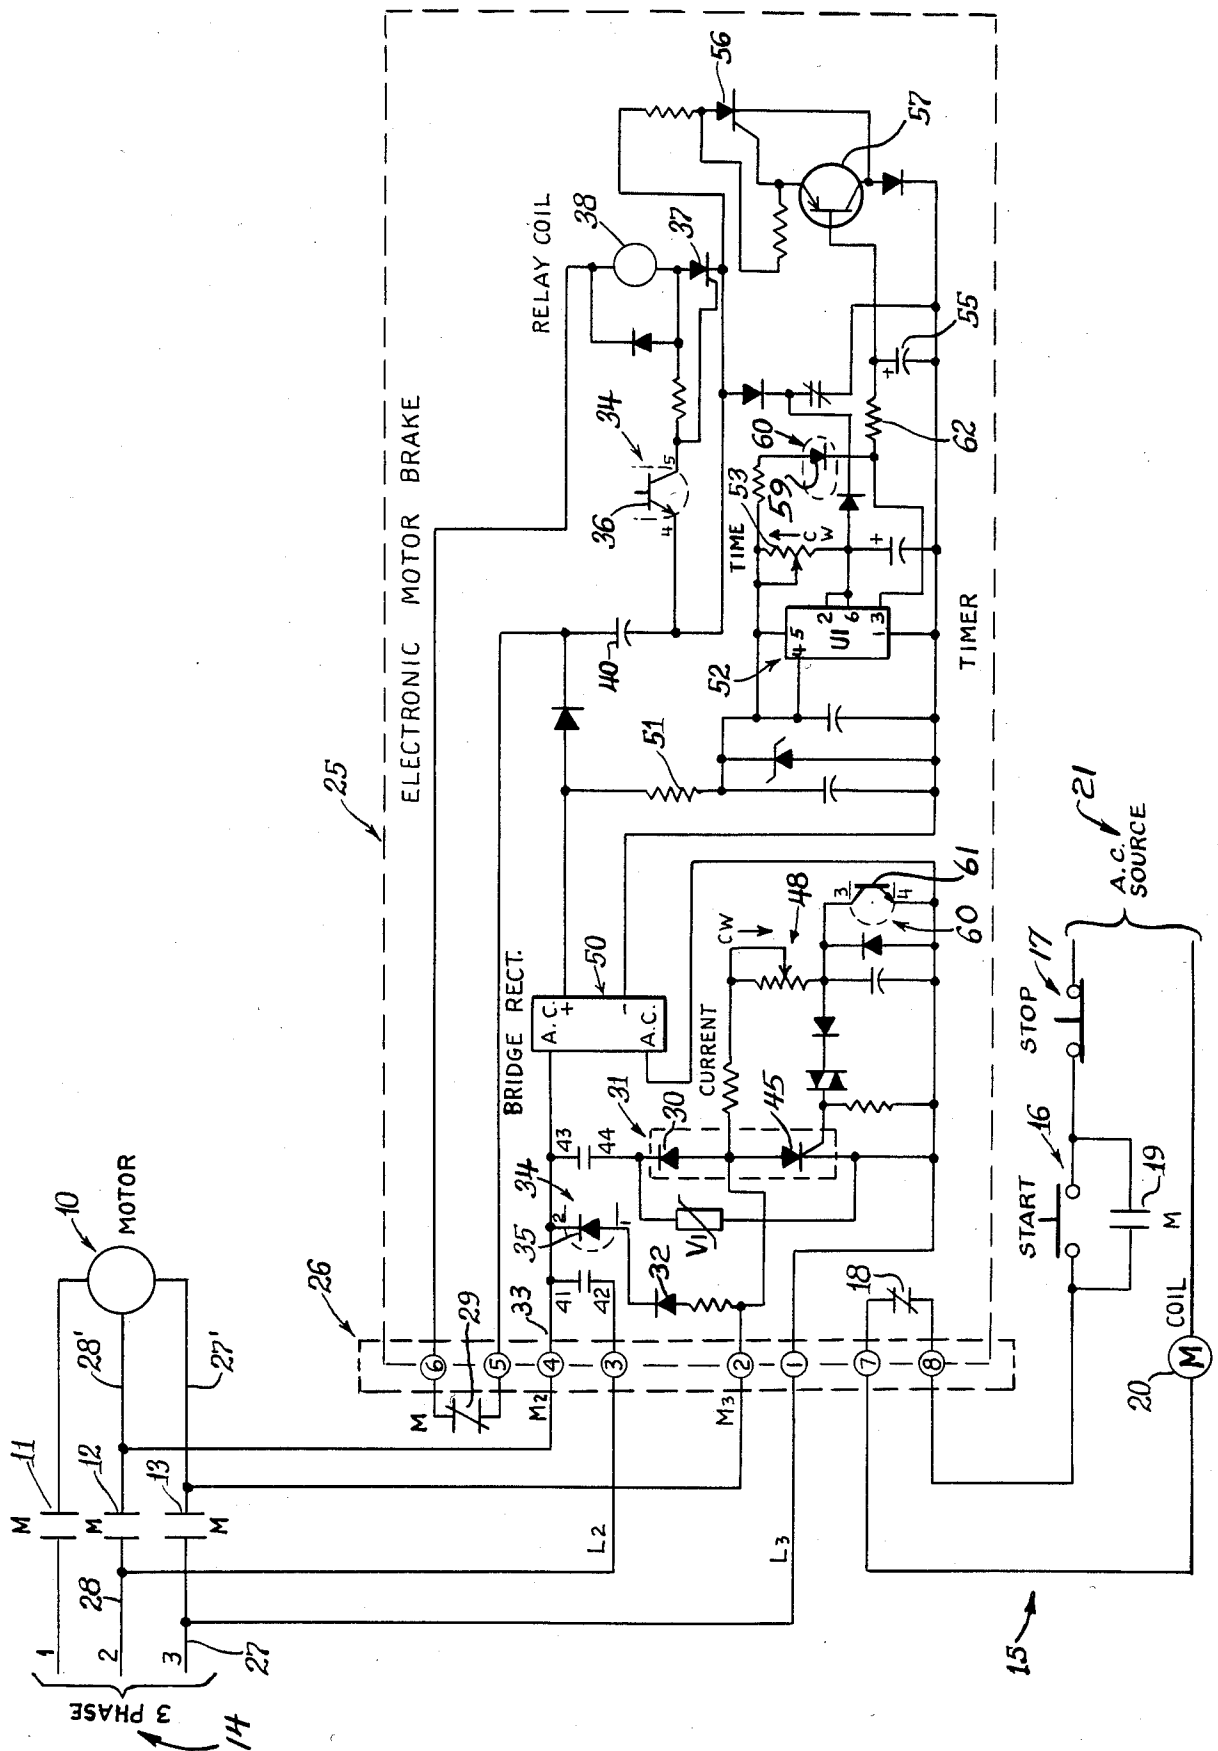 3 PHASE
14
1
2
3
28
27
M
11
M
12
13
M
28'
27'
10
MOTOR
L2
L3
15
25
26
ELECTRONIC MOTOR BRAKE
6
5
4
3
2
1
7
8
M
29
M2
M3
33
41
42
43
44
35
34
2
1
32
V1
31
30
45
BRIDGE RECT.
A.C.
+
50
−
A.C.
CURRENT
CW
48
3
4
61
60
18
51
40
52
4
5
2
6
U1
1
3
TIME
53
CW
59
60
62
+
+
55
TIMER
36
34
4
5
RELAY COIL
38
37
56
57
START
16
STOP
17
19
M
COIL
M
20
A.C.
SOURCE
21